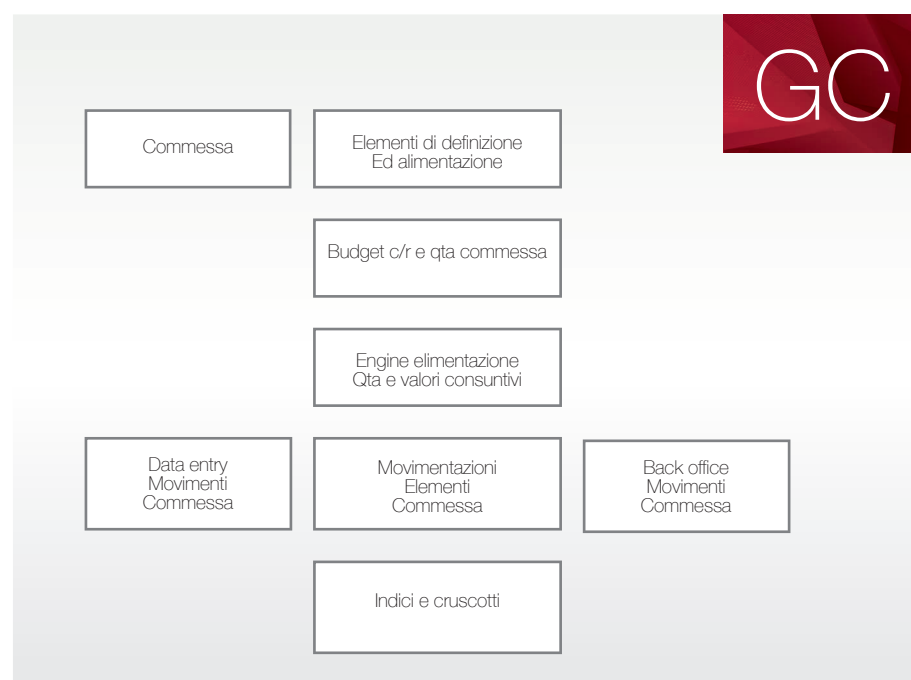 GC
Commessa
Elementi di definizione
Ed alimentazione
Budget c/r e qta commessa
Engine elimentazione
Qta e valori consuntivi
Data entry
Movimenti
Commessa
Movimentazioni
Elementi
Commessa
Back office
Movimenti
Commessa
Indici e cruscotti